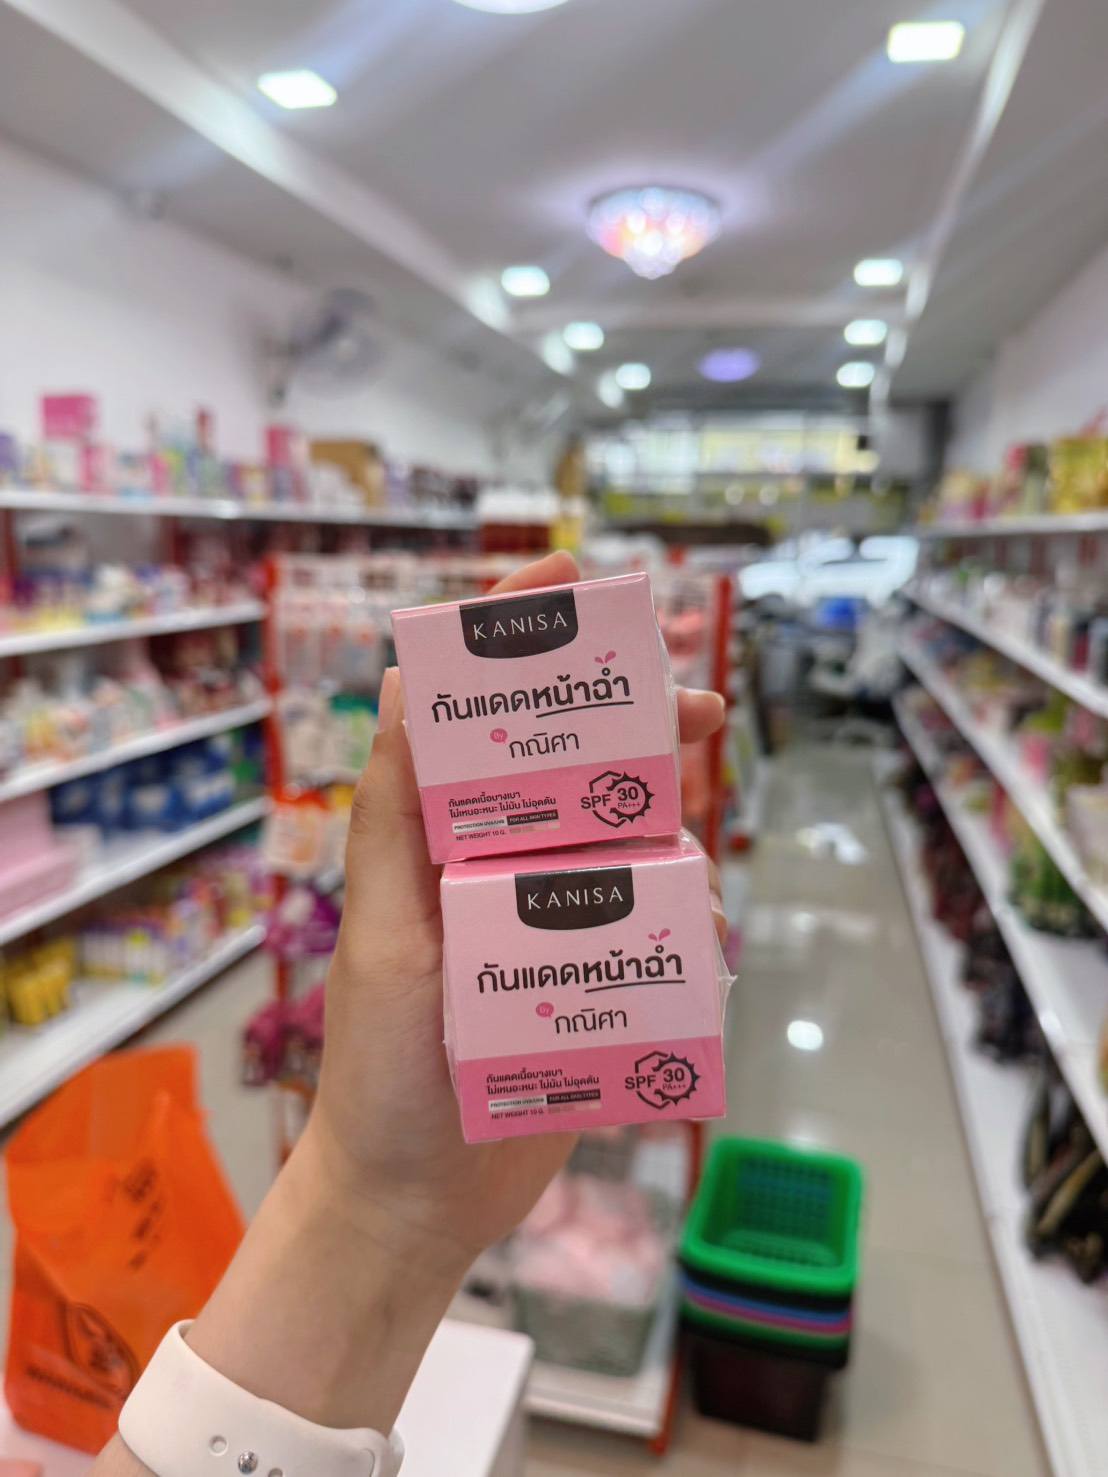 KANISA
กันแดดหน้าฉ่ำ
By กณิศา
กันแดดเนื้อบางเบา
ไม่เหนอะหนะ ไม่มัน ไม่อุดตัน
PROTECTION UVA/UVB FOR ALL SKIN TYPES
NET WEIGHT 10 G.
SPF 30
PA+++
KANISA
กันแดดหน้าฉ่ำ
By กณิศา
กันแดดเนื้อบางเบา
ไม่เหนอะหนะ ไม่มัน ไม่อุดตัน
PROTECTION UVA/UVB FOR ALL SKIN TYPES
NET WEIGHT 10 G.
SPF 30
PA+++